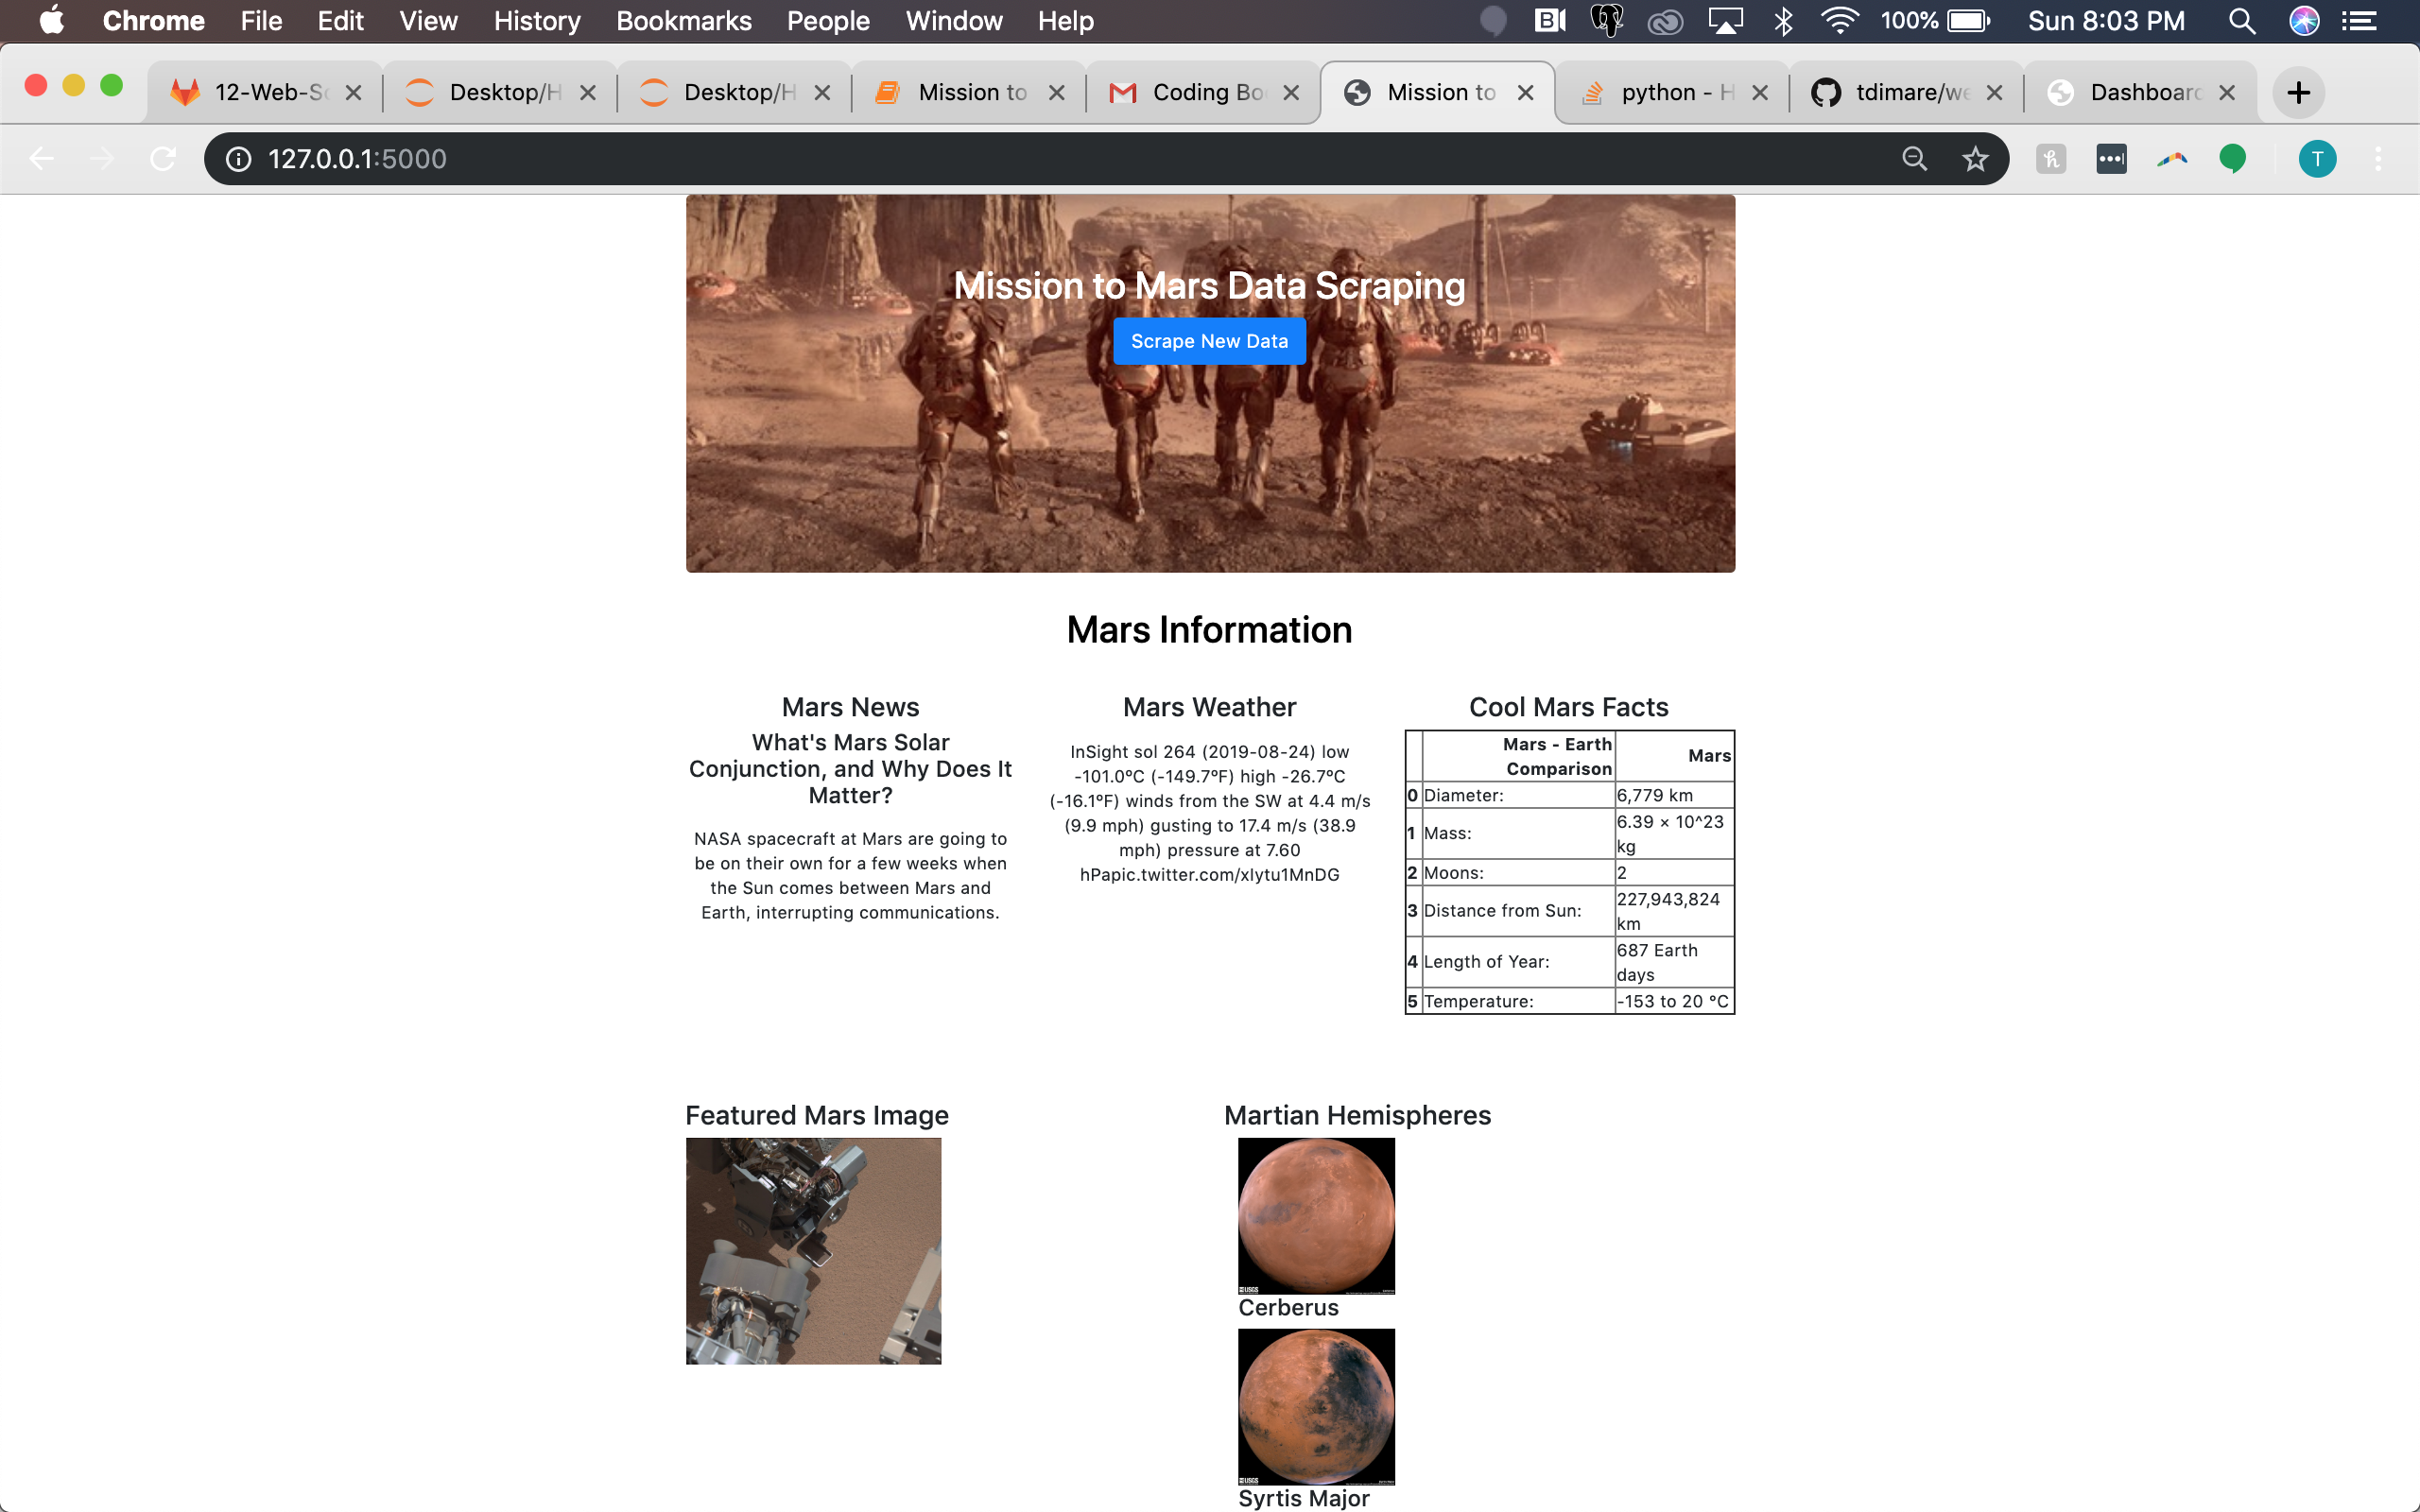 Chrome File Edit View History Bookmarks People Window Help 100% Sun 8:03 PM
12-Web-Sc Desktop/H Desktop/H Mission to Coding Bo Mission to python - H tdimare/we Dashboard
127.0.0.1:5000 T
Mission to Mars Data Scraping
Scrape New Data
Mars Information
Mars News
What's Mars Solar
Conjunction, and Why Does It
Matter?
NASA spacecraft at Mars are going to
be on their own for a few weeks when
the Sun comes between Mars and
Earth, interrupting communications.
Mars Weather
InSight sol 264 (2019-08-24) low
-101.0ºC (-149.7ºF) high -26.7ºC
(-16.1ºF) winds from the SW at 4.4 m/s
(9.9 mph) gusting to 17.4 m/s (38.9
mph) pressure at 7.60
hPapic.twitter.com/xlytu1MnDG
Cool Mars Facts
Mars - Earth
Comparison
Mars
0 Diameter: 6,779 km
1 Mass: 6.39 × 10^23
kg
2 Moons: 2
3 Distance from Sun: 227,943,824
km
4 Length of Year: 687 Earth
days
5 Temperature: -153 to 20 °C
Featured Mars Image
Martian Hemispheres
USGS
Cerberus
USGS
Syrtis Major